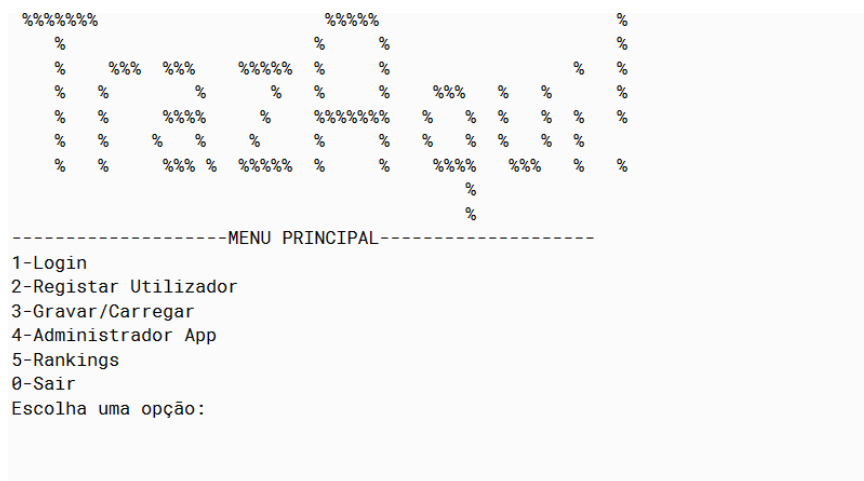 TrazAqui!
--------------------MENU PRINCIPAL--------------------
1-Login
2-Registar Utilizador
3-Gravar/Carregar
4-Administrador App
5-Rankings
0-Sair
Escolha uma opção: